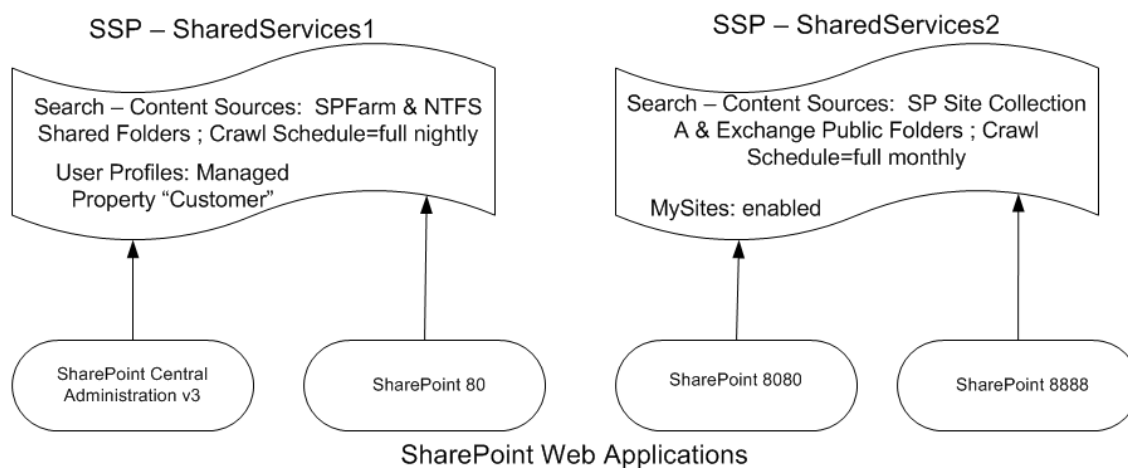 SSP – SharedServices1
Search – Content Sources:  SPFarm & NTFS
Shared Folders ; Crawl Schedule=full nightly
User Profiles: Managed
Property “Customer”
SSP – SharedServices2
Search – Content Sources:  SP Site Collection
A & Exchange Public Folders ; Crawl
Schedule=full monthly
MySites: enabled
SharePoint Central
Administration v3
SharePoint 80
SharePoint 8080
SharePoint 8888
SharePoint Web Applications